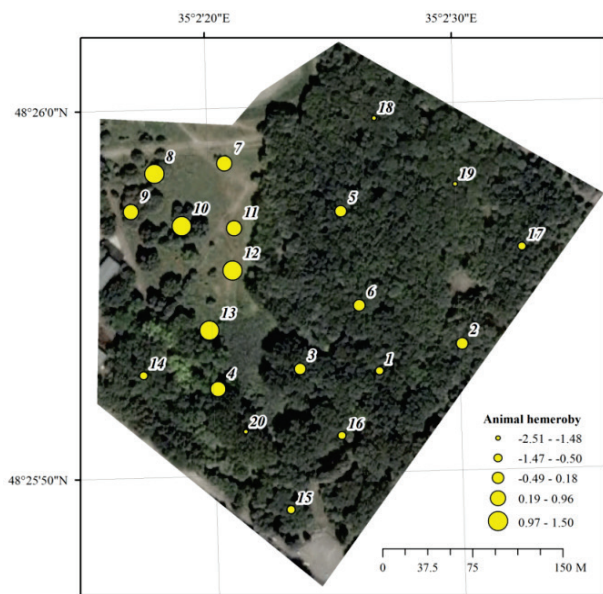 35°2'20"E 35°2'30"E
48°26'0"N
18
7
8
19
9
5
10
11
17
12
6
13
2
3
1
14
4
Animal hemeroby
20
16
-2.51 - -1.48
-1.47 - -0.50
48°25'50"N
-0.49 - 0.18
0.19 - 0.96
15
0.97 - 1.50
0 37.5 75 150 M